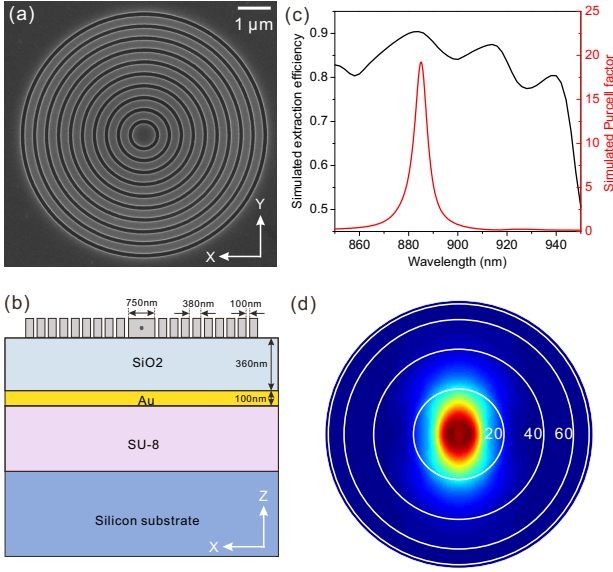 (a)
1 μm
Y
X
(c)
Simulated extraction efficiency
0.9
0.8
0.7
0.6
0.5
860
880
900
920
940
Wavelength (nm)
25
20
15
10
5
0
Simulated Purcell factor
(b)
750nm
380nm
100nm
SiO2
360nm
Au
100nm
SU-8
Silicon substrate
Z
X
(d)
20
40
60